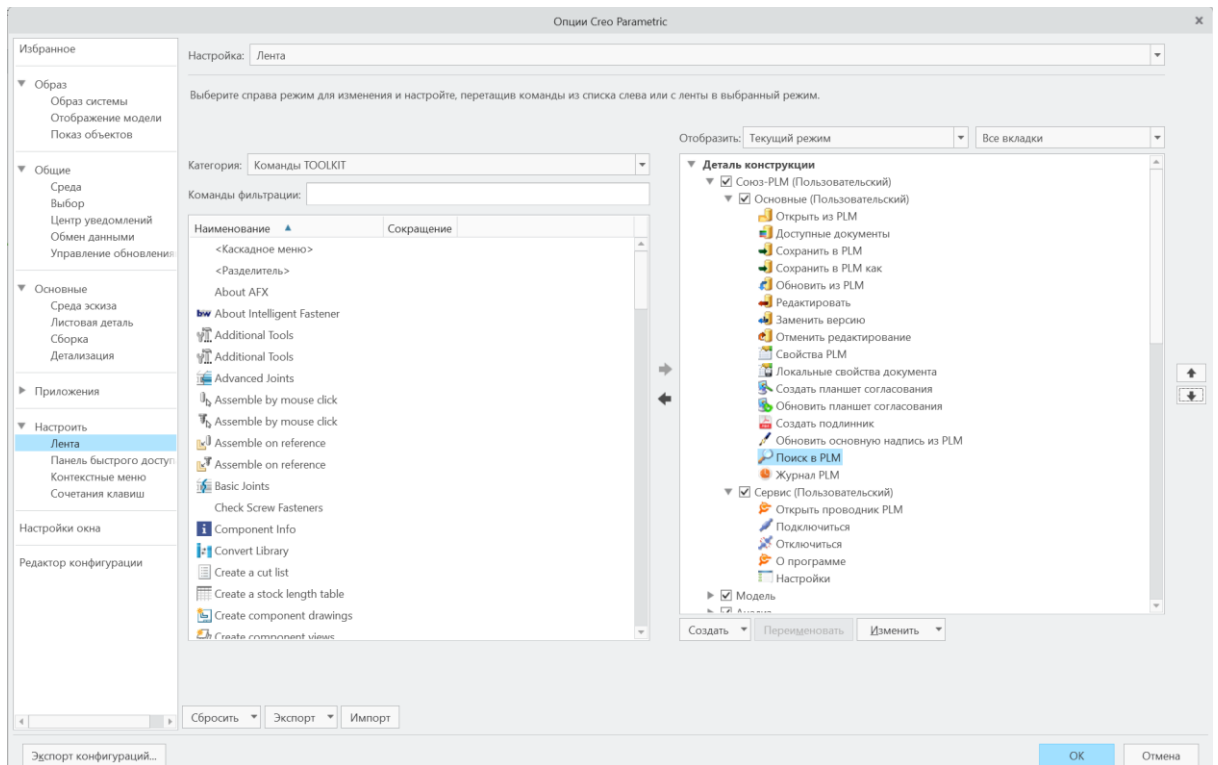 Опции Creo Parametric
Избранное
Образ
Образ системы
Отображение модели
Показ объектов
Общие
Среда
Выбор
Центр уведомлений
Обмен данными
Управление обновления
Основные
Среда эскиза
Листовая деталь
Сборка
Детализация
Приложения
Настроить
Лента
Панель быстрого доступ
Контекстные меню
Сочетания клавиш
Настройки окна
Редактор конфигурации
Настройка: Лента
Выберите справа режим для изменения и настройте, перетащив команды из списка слева или с ленты в выбранный режим.
Категория: Команды TOOLKIT
Команды фильтрации:
Наименование Сокращение
<Каскадное меню>
<Разделитель>
About AFX
About Intelligent Fastener
Additional Tools
Additional Tools
Advanced Joints
Assemble by mouse click
Assemble by mouse click
Assemble on reference
Assemble on reference
Basic Joints
Check Screw Fasteners
Component Info
Convert Library
Create a cut list
Create a stock length table
Create component drawings
Create component views
Отобразить: Текущий режим Все вкладки
Деталь конструкции
Союз-PLM (Пользовательский)
Основные (Пользовательский)
Открыть из PLM
Доступные документы
Сохранить в PLM
Сохранить в PLM как
Обновить из PLM
Редактировать
Заменить версию
Отменить редактирование
Свойства PLM
Локальные свойства документа
Создать планшет согласования
Обновить планшет согласования
Создать подлинник
Обновить основную надпись из PLM
Поиск в PLM
Журнал PLM
Сервис (Пользовательский)
Открыть проводник PLM
Подключиться
Отключиться
О программе
Настройки
Модель
Создать Переименовать Изменить
Сбросить Экспорт Импорт
Экспорт конфигураций... OK Отмена